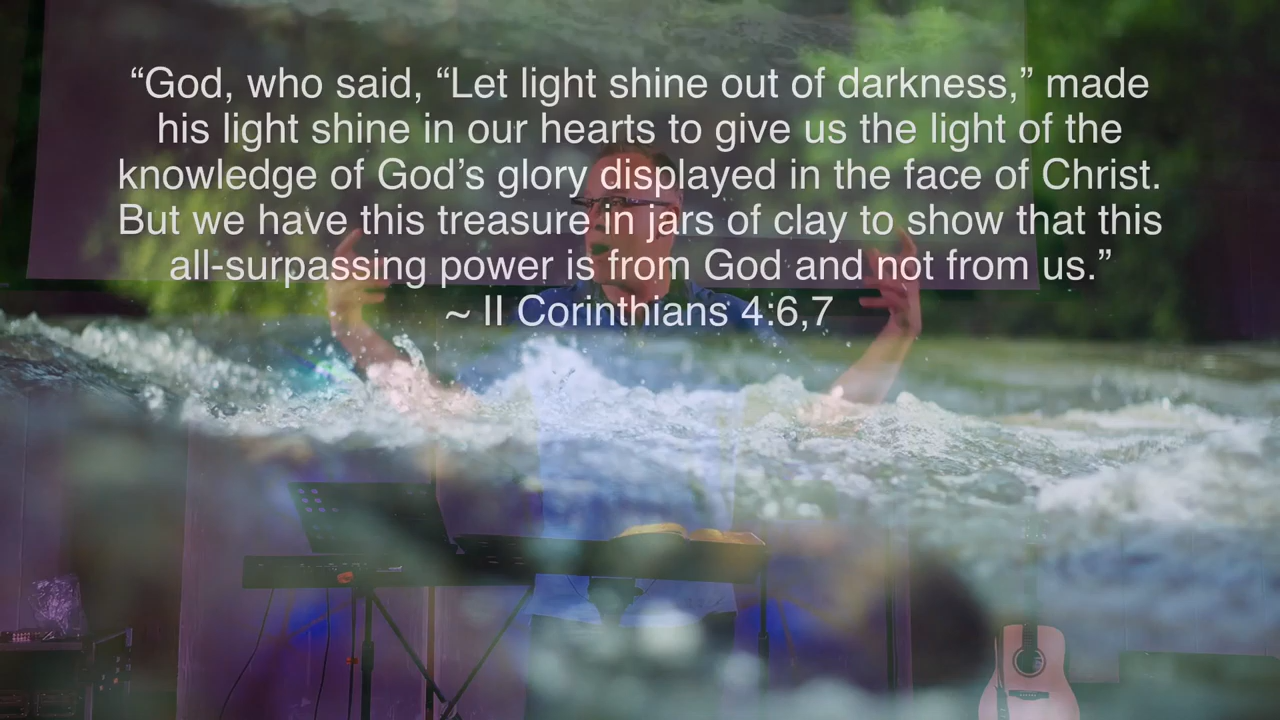 “God, who said, “Let light shine out of darkness,” made
his light shine in our hearts to give us the light of the
knowledge of God’s glory displayed in the face of Christ.
But we have this treasure in jars of clay to show that this
all-surpassing power is from God and not from us.”
~ II Corinthians 4:6,7